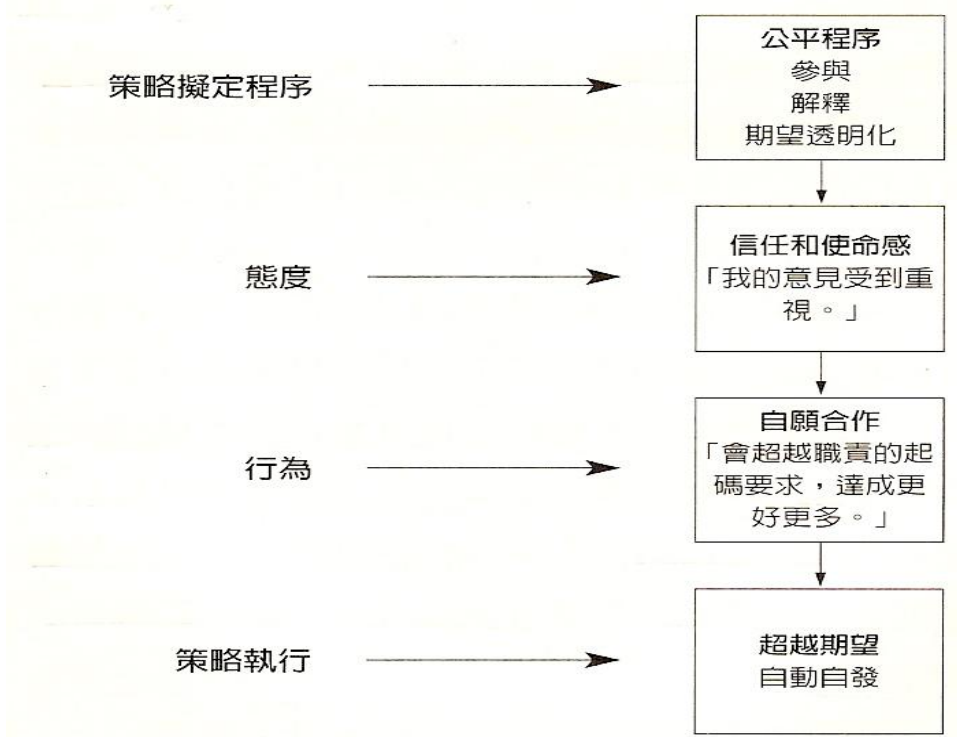 公平程序
參與
解釋
期望透明化
策略擬定程序
信任和使命感
「我的意見受到重
視。」
態度
自願合作
「會超越職責的起
碼要求，達成更
好更多。」
行為
超越期望
自動自發
策略執行